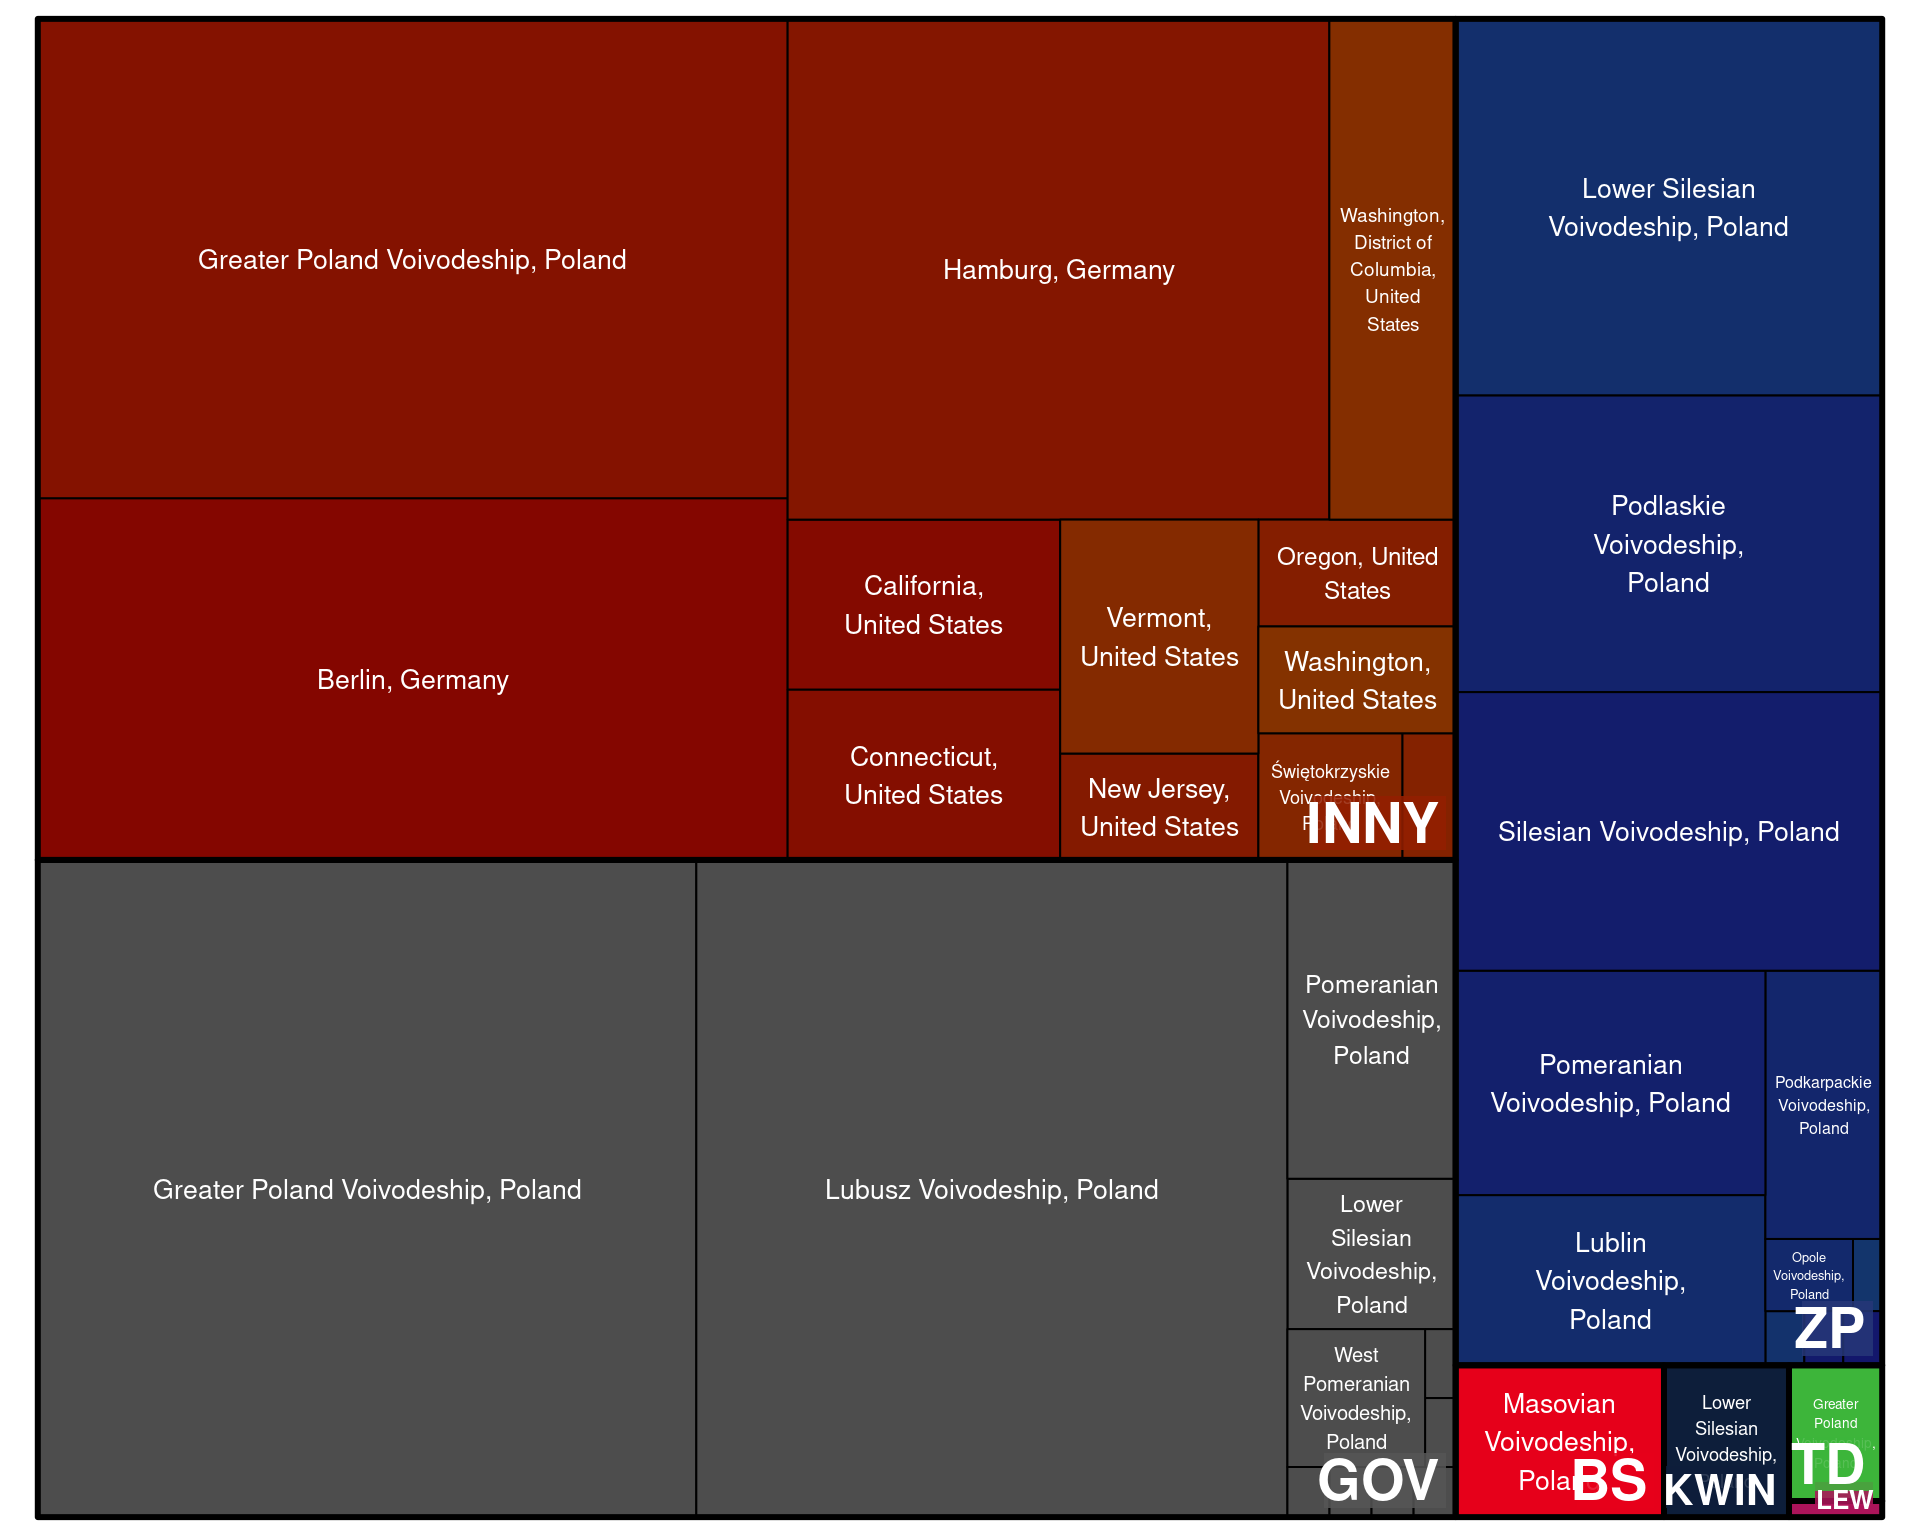 Greater Poland Voivodeship, Poland
Hamburg, Germany
Washington,
District of
Columbia,
United
States
Berlin, Germany
California,
United States
Connecticut,
United States
Vermont,
United States
New Jersey,
United States
Oregon, United
States
Washington,
United States
Świętokrzyskie
Voivodeship,
INNY
Greater Poland Voivodeship, Poland
Lubusz Voivodeship, Poland
Pomeranian
Voivodeship,
Poland
Lower
Silesian
Voivodeship,
Poland
West
Pomeranian
Voivodeship,
Poland
GOV
Lower Silesian
Voivodeship, Poland
Podlaskie
Voivodeship,
Poland
Silesian Voivodeship, Poland
Pomeranian
Voivodeship, Poland
Podkarpackie
Voivodeship,
Poland
Lublin
Voivodeship,
Poland
Opole
Voivodeship,
Poland
ZP
Masovian
Voivodeship,
Poland
BS
Lower
Silesian
Voivodeship,
KWIN
Greater
Poland
TD
LEW